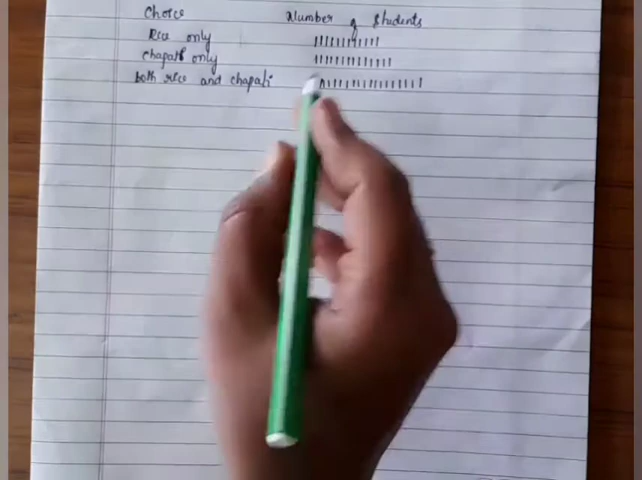 Choice Number of Students
Rice only
Chapati only
both rice and chapati